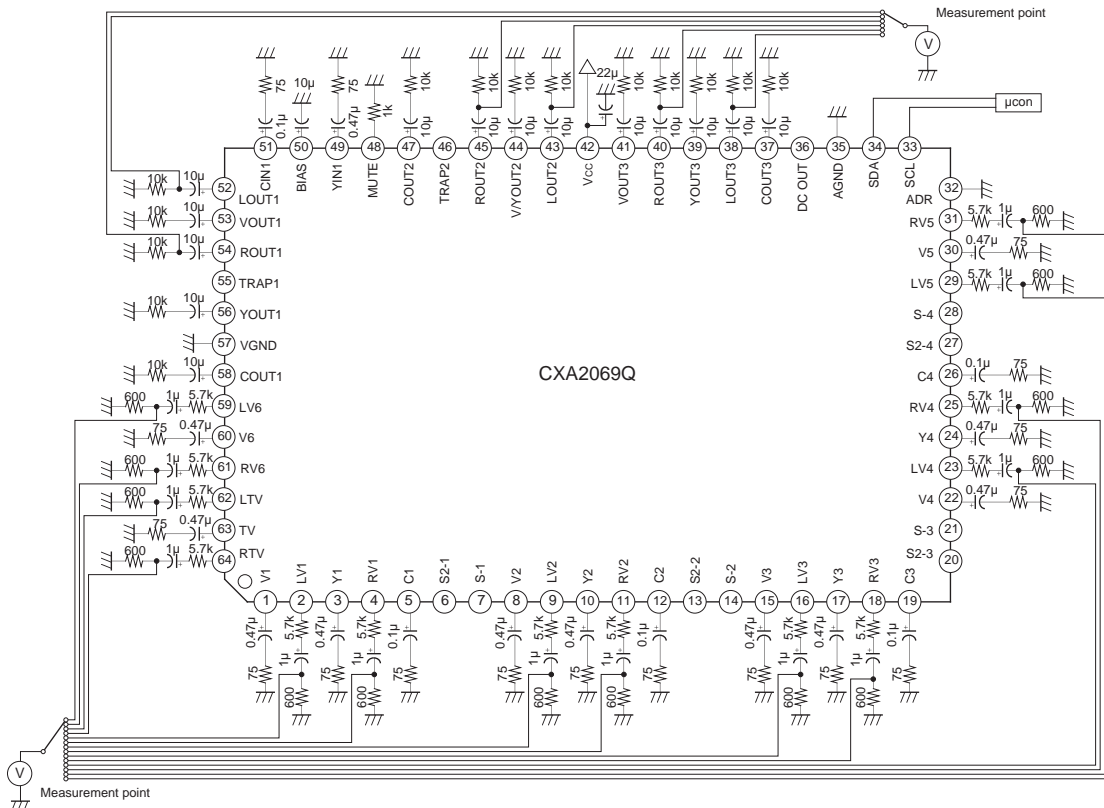 Measurement point
V
75
0.1µ
10µ
75
0.47µ
1k
10k
10µ
10k
10µ
10k
10µ
10k
10µ
22µ
10k
10µ
10k
10µ
10k
10µ
10k
10µ
10k
10µ
µcon
51 50 49 48 47 46 45 44 43 42 41 40 39 38 37 36 35 34 33
CIN1
BIAS
YIN1
MUTE
COUT2
TRAP2
ROUT2
V/YOUT2
LOUT2
Vcc
VOUT3
ROUT3
YOUT3
LOUT3
COUT3
DC OUT
AGND
SDA
SCL
10k 10µ 52 LOUT1
10k 10µ 53 VOUT1
10k 10µ 54 ROUT1
55 TRAP1
10k 10µ 56 YOUT1
57 VGND
10k 10µ 58 COUT1
600 1µ 5.7k 59 LV6
75 0.47µ 60 V6
600 1µ 5.7k 61 RV6
600 1µ 5.7k 62 LTV
75 0.47µ 63 TV
600 1µ 5.7k 64 RTV
CXA2069Q
ADR 32
RV5 31 5.7k 1µ 600
V5 30 0.47µ 75
LV5 29 5.7k 1µ 600
S-4 28
S2-4 27
C4 26 0.1µ 75
RV4 25 5.7k 1µ 600
Y4 24 0.47µ 75
LV4 23 5.7k 1µ 600
V4 22 0.47µ 75
S-3 21
S2-3 20
V1
LV1
Y1
RV1
C1
S2-1
S-1
V2
LV2
Y2
RV2
C2
S2-2
S-2
V3
LV3
Y3
RV3
C3
1 2 3 4 5 6 7 8 9 10 11 12 13 14 15 16 17 18 19
0.47µ
75
5.7k
1µ
600
0.47µ
75
5.7k
1µ
600
0.1µ
75
0.47µ
75
5.7k
1µ
600
0.47µ
75
5.7k
1µ
600
0.1µ
75
0.47µ
75
5.7k
1µ
600
0.47µ
75
5.7k
1µ
600
0.1µ
75
V
Measurement point